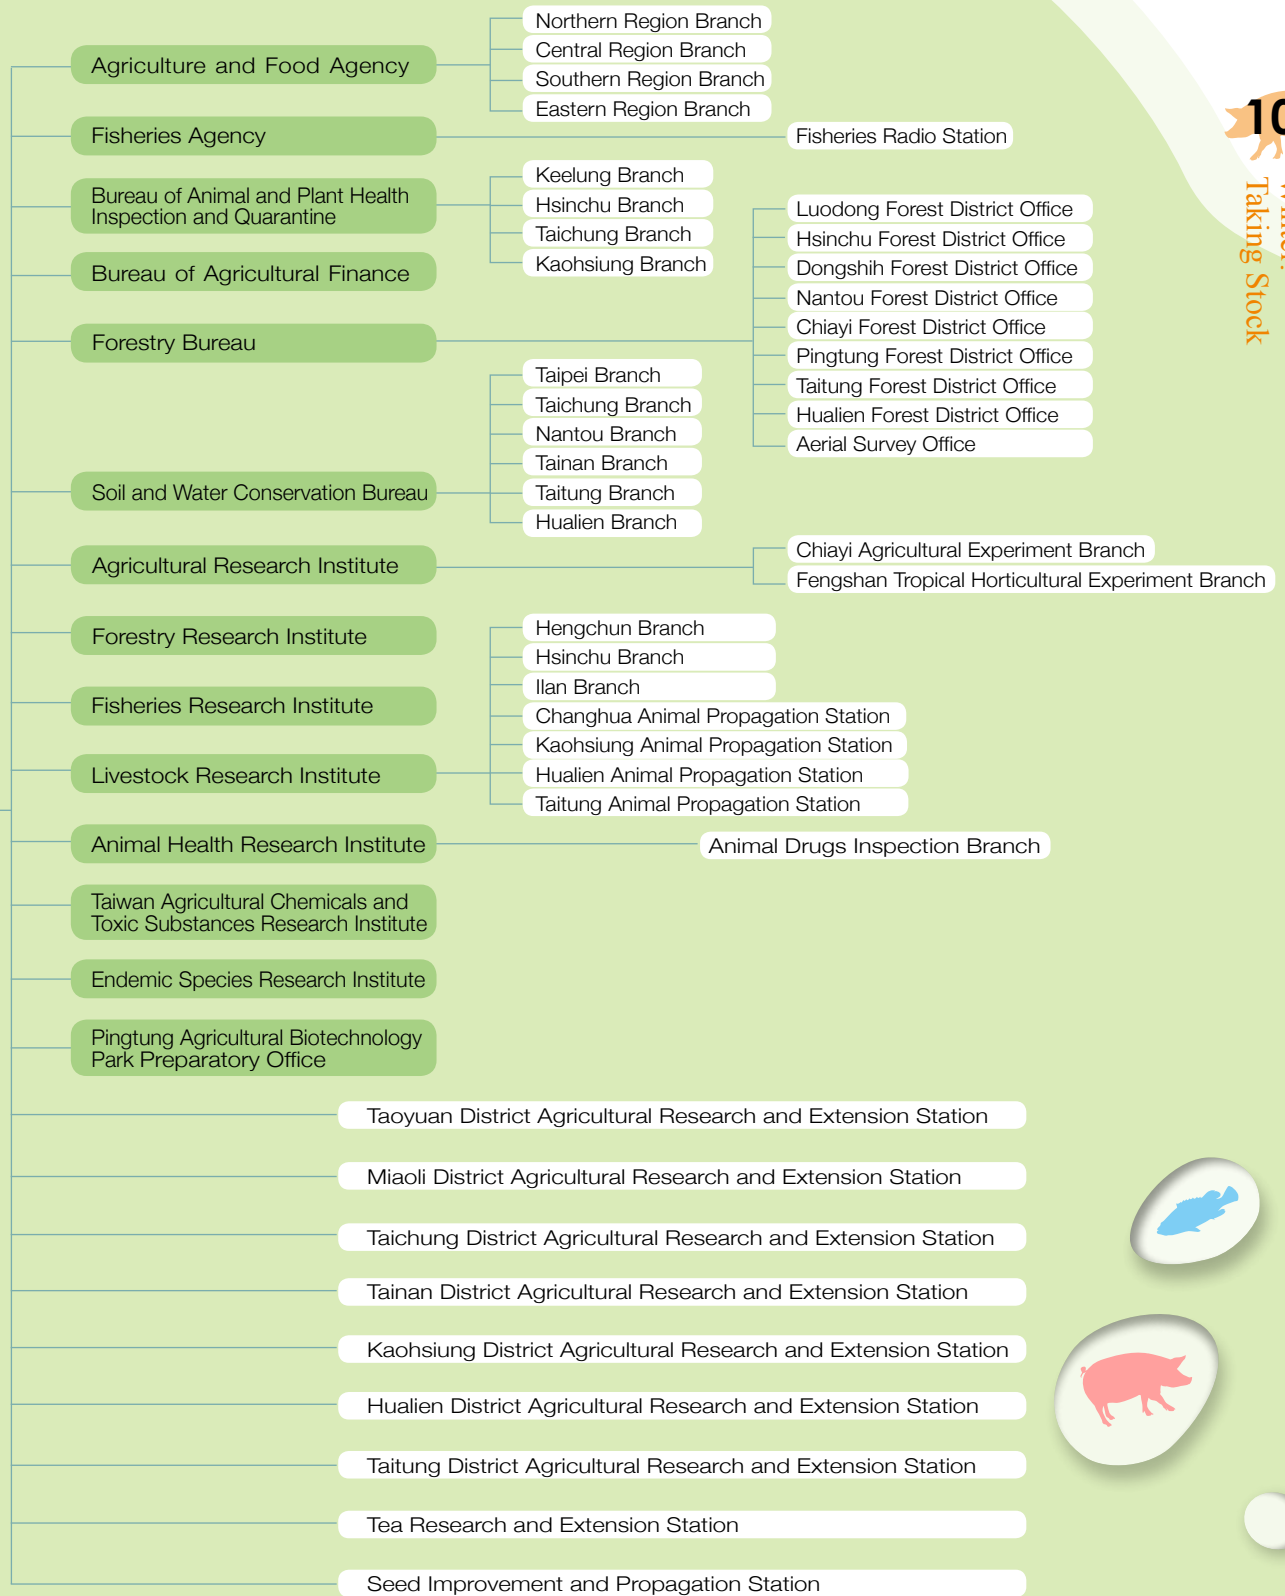 Agriculture and Food Agency
Northern Region Branch
Central Region Branch
Southern Region Branch
Eastern Region Branch
Fisheries Agency
Fisheries Radio Station
Bureau of Animal and Plant Health
Inspection and Quarantine
Keelung Branch
Hsinchu Branch
Taichung Branch
Kaohsiung Branch
Bureau of Agricultural Finance
Forestry Bureau
Luodong Forest District Office
Hsinchu Forest District Office
Dongshih Forest District Office
Nantou Forest District Office
Chiayi Forest District Office
Pingtung Forest District Office
Taitung Forest District Office
Hualien Forest District Office
Aerial Survey Office
Soil and Water Conservation Bureau
Taipei Branch
Taichung Branch
Nantou Branch
Tainan Branch
Taitung Branch
Hualien Branch
Agricultural Research Institute
Chiayi Agricultural Experiment Branch
Fengshan Tropical Horticultural Experiment Branch
Forestry Research Institute
Fisheries Research Institute
Livestock Research Institute
Hengchun Branch
Hsinchu Branch
Ilan Branch
Changhua Animal Propagation Station
Kaohsiung Animal Propagation Station
Hualien Animal Propagation Station
Taitung Animal Propagation Station
Animal Health Research Institute
Animal Drugs Inspection Branch
Taiwan Agricultural Chemicals and
Toxic Substances Research Institute
Endemic Species Research Institute
Pingtung Agricultural Biotechnology
Park Preparatory Office
Taoyuan District Agricultural Research and Extension Station
Miaoli District Agricultural Research and Extension Station
Taichung District Agricultural Research and Extension Station
Tainan District Agricultural Research and Extension Station
Kaohsiung District Agricultural Research and Extension Station
Hualien District Agricultural Research and Extension Station
Taitung District Agricultural Research and Extension Station
Tea Research and Extension Station
Seed Improvement and Propagation Station
10
Taking Stock